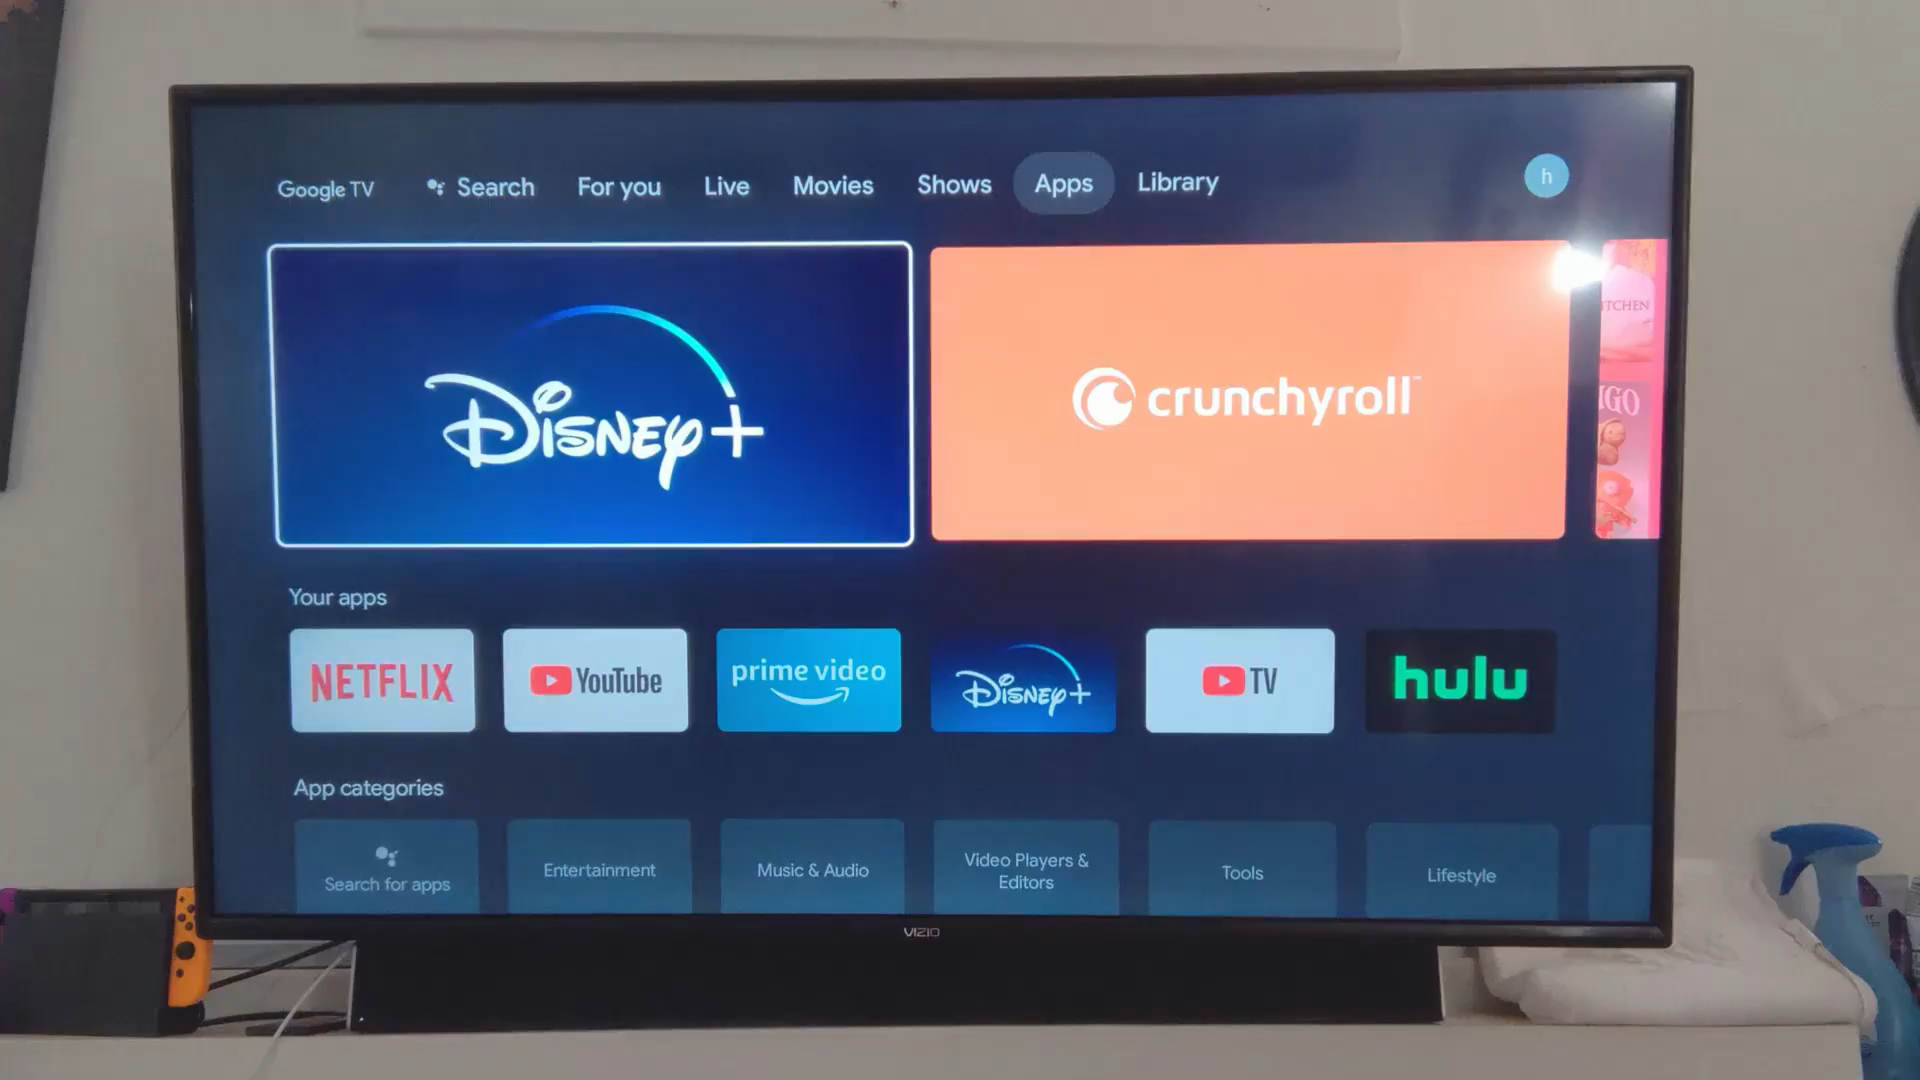 Google TV
Search
For you
Live
Movies
Shows
Apps
Library
h
Disney+
crunchyroll
Your apps
NETFLIX
YouTube
prime video
Disney+
TV
hulu
App categories
Search for apps
Entertainment
Music & Audio
Video Players &
Editors
Tools
Lifestyle
VIZIO